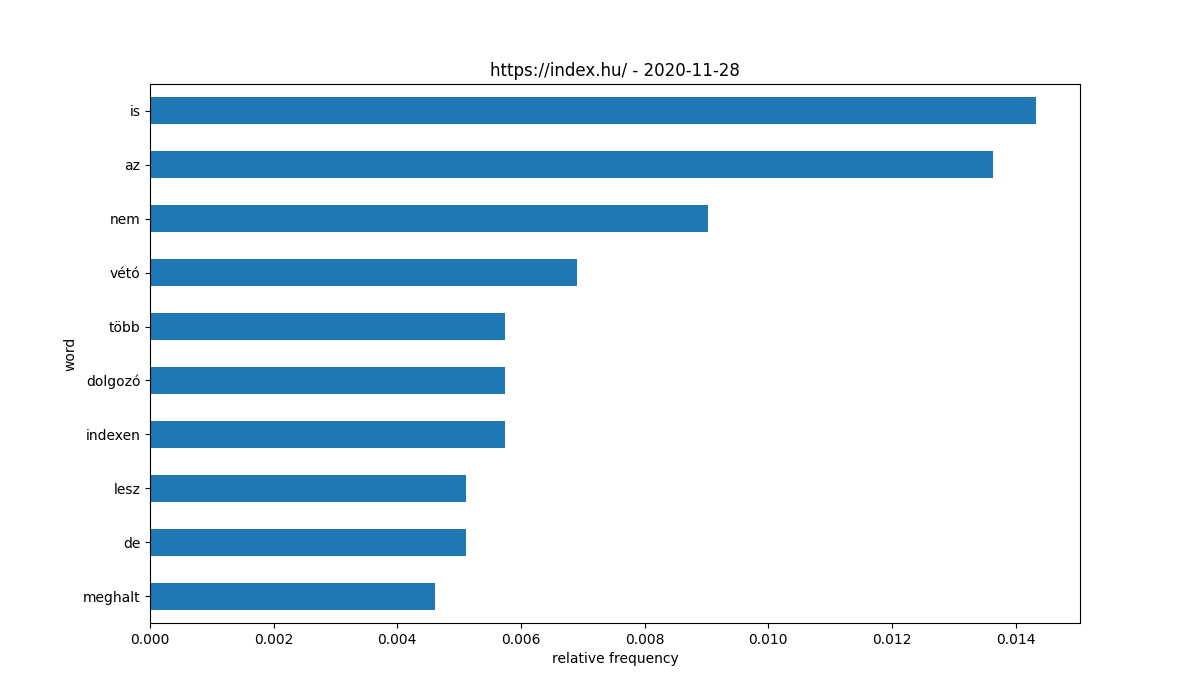 https://index.hu/ - 2020-11-28
is
az
nem
vétó
több
dolgozó
indexen
lesz
de
meghalt
word
0.000 0.002 0.004 0.006 0.008 0.010 0.012 0.014
relative frequency